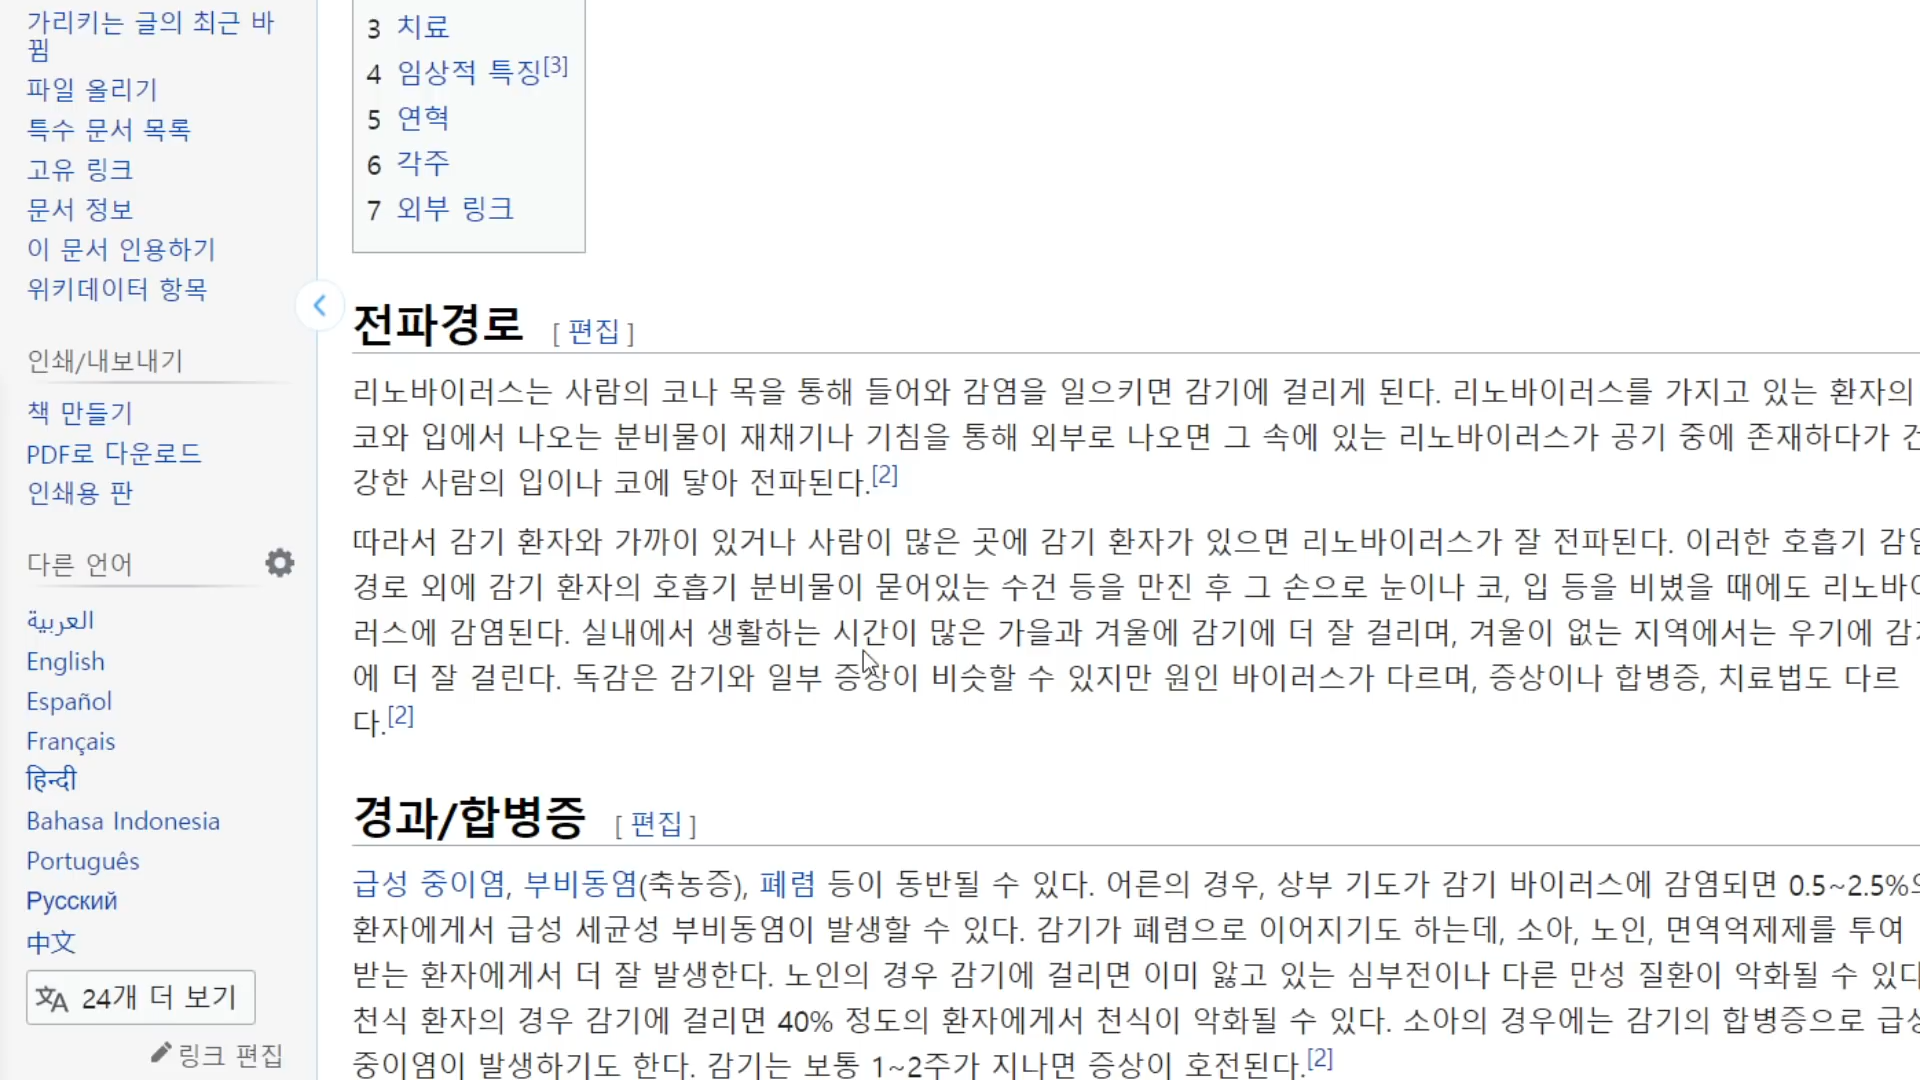 가리키는 글의 최근 바
뀜
파일 올리기
특수 문서 목록
고유 링크
문서 정보
이 문서 인용하기
위키데이터 항목
인쇄/내보내기
책 만들기
PDF로 다운로드
인쇄용 판
다른 언어
العربية
English
Español
Français
हिन्दी
Bahasa Indonesia
Português
Русский
中文
24개 더 보기
링크 편집
3 치료
4 임상적 특징[3]
5 연혁
6 각주
7 외부 링크
전파경로 [ 편집 ]
리노바이러스는 사람의 코나 목을 통해 들어와 감염을 일으키면 감기에 걸리게 된다. 리노바이러스를 가지고 있는 환자의
코와 입에서 나오는 분비물이 재채기나 기침을 통해 외부로 나오면 그 속에 있는 리노바이러스가 공기 중에 존재하다가 건
강한 사람의 입이나 코에 닿아 전파된다.[2]
따라서 감기 환자와 가까이 있거나 사람이 많은 곳에 감기 환자가 있으면 리노바이러스가 잘 전파된다. 이러한 호흡기 감염
경로 외에 감기 환자의 호흡기 분비물이 묻어있는 수건 등을 만진 후 그 손으로 눈이나 코, 입 등을 비볐을 때에도 리노바이
러스에 감염된다. 실내에서 생활하는 시간이 많은 가을과 겨울에 감기에 더 잘 걸리며, 겨울이 없는 지역에서는 우기에 감기
에 더 잘 걸린다. 독감은 감기와 일부 증상이 비슷할 수 있지만 원인 바이러스가 다르며, 증상이나 합병증, 치료법도 다르
다.[2]
경과/합병증 [ 편집 ]
급성 중이염, 부비동염(축농증), 폐렴 등이 동반될 수 있다. 어른의 경우, 상부 기도가 감기 바이러스에 감염되면 0.5~2.5%의
환자에게서 급성 세균성 부비동염이 발생할 수 있다. 감기가 폐렴으로 이어지기도 하는데, 소아, 노인, 면역억제제를 투여
받는 환자에게서 더 잘 발생한다. 노인의 경우 감기에 걸리면 이미 앓고 있는 심부전이나 다른 만성 질환이 악화될 수 있다
천식 환자의 경우 감기에 걸리면 40% 정도의 환자에게서 천식이 악화될 수 있다. 소아의 경우에는 감기의 합병증으로 급성
중이염이 발생하기도 한다. 감기는 보통 1~2주가 지나면 증상이 호전된다.[2]